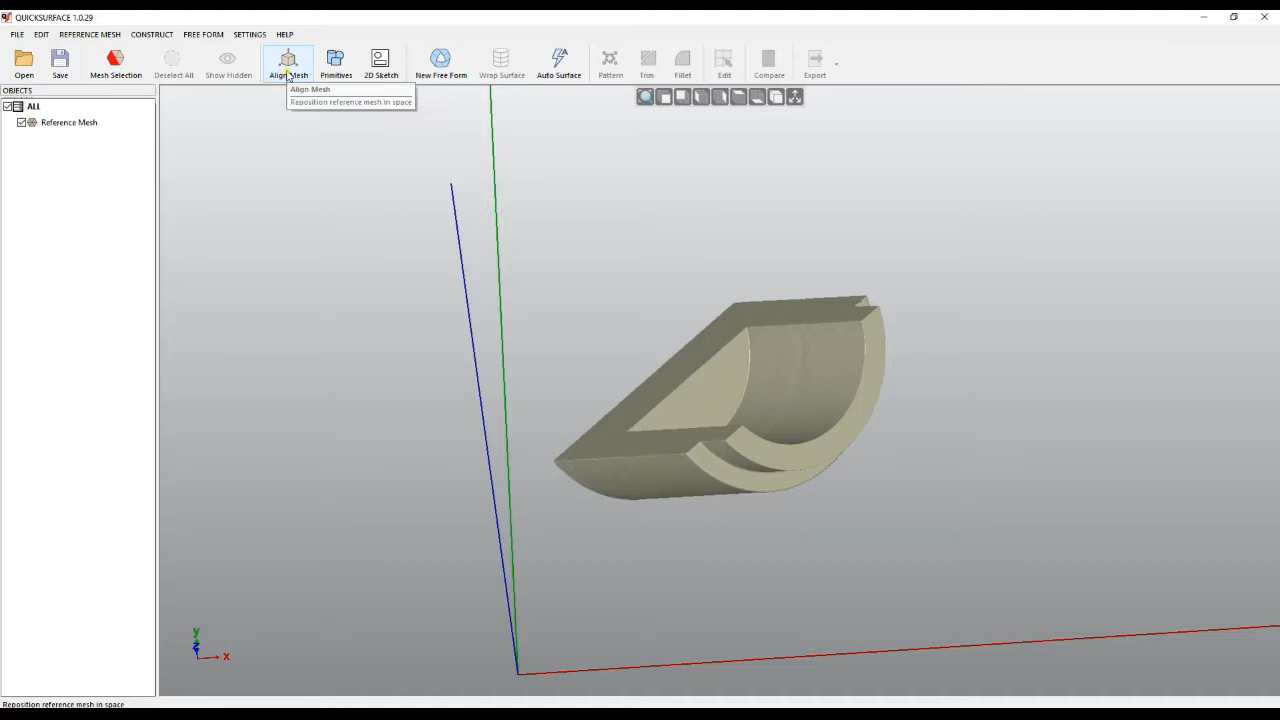 QUICKSURFACE 1.0.29
FILE EDIT REFERENCE MESH CONSTRUCT FREE FORM SETTINGS HELP
Open Save Mesh Selection Deselect All Show Hidden Align Mesh Primitives 2D Sketch New Free Form Wrap Surface Auto Surface Pattern Trim Fillet Edit Compare Export
OBJECTS
Align Mesh
Reposition reference mesh in space
ALL
Reference Mesh
y
z
x
Reposition reference mesh in space